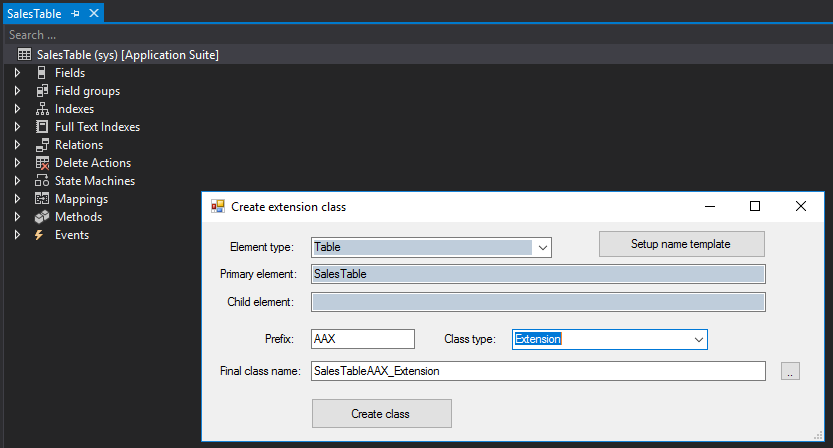 SalesTable
Search ...
SalesTable (sys) [Application Suite]
Fields
Field groups
Indexes
Full Text Indexes
Relations
Delete Actions
State Machines
Mappings
Methods
Events
Create extension class
Element type: Table Setup name template
Primary element: SalesTable
Child element:
Prefix: AAX Class type: Extension
Final class name: SalesTableAAX_Extension ..
Create class